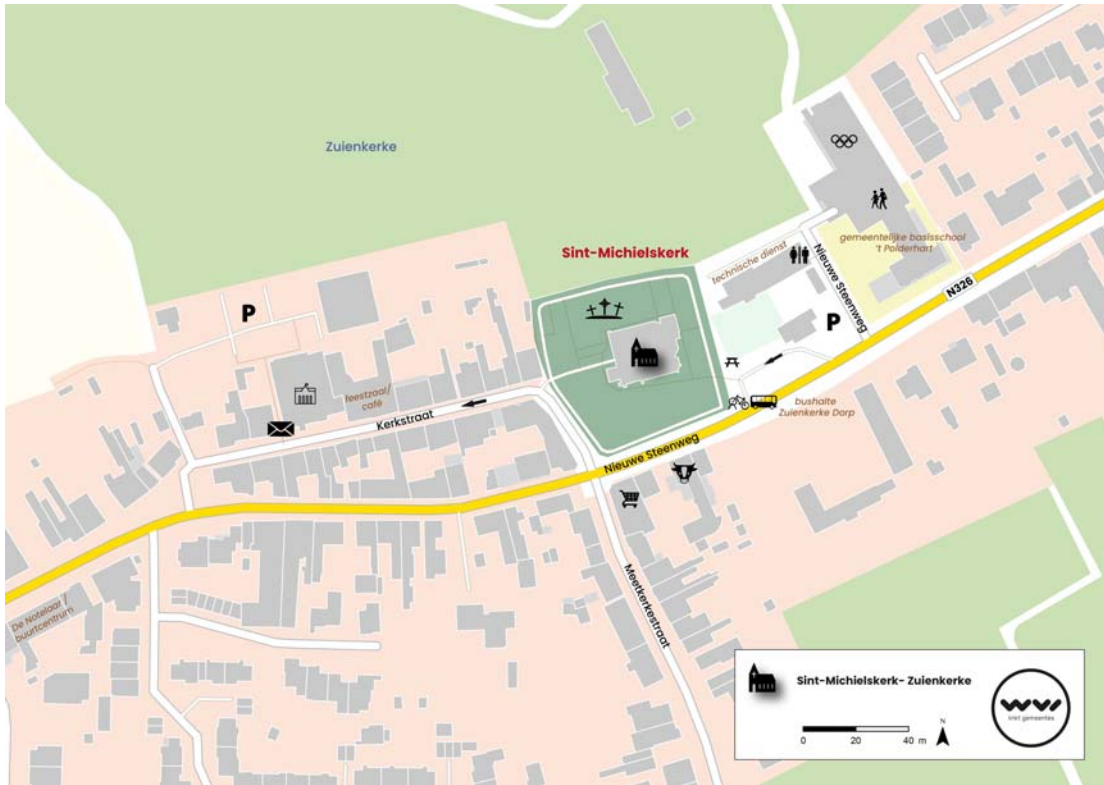 Zuienkerke
Sint-Michielskerk
technische dienst
gemeentelijke basisschool
't Polderhart
Nieuwe Steenweg
N326
P
P
feestzaal/
café
Kerkstraat
bushalte
Zuienkerke Dorp
Nieuwe Steenweg
Meetkerkestraat
De Notelaar /
buurtcentrum
Sint-Michielskerk- Zuienkerke
N
0 20 40 m
wvi
met gemeentes